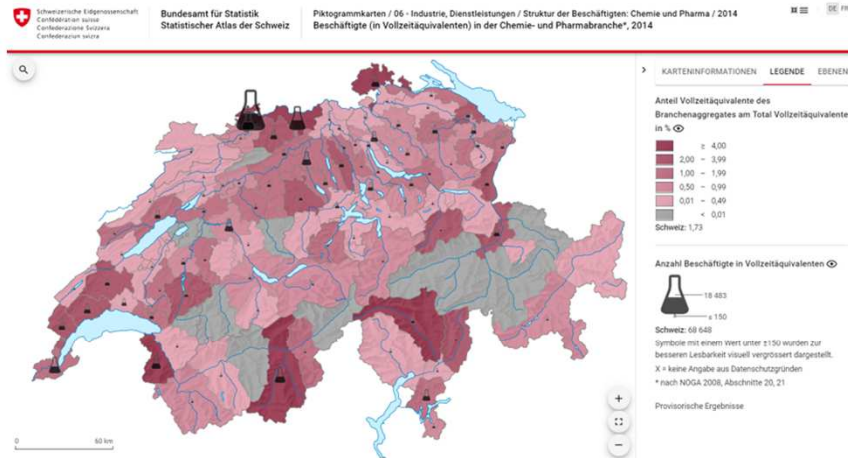 Schweizerische Eidgenossenschaft
Confédération suisse
Confederazione Svizzera
Confederaziun svizra
Bundesamt für Statistik
Statistischer Atlas der Schweiz
Piktogrammkarten / 06 - Industrie, Dienstleistungen / Struktur der Beschäftigten: Chemie und Pharma / 2014
Beschäftigte (in Vollzeitäquivalenten) in der Chemie- und Pharmabranche*, 2014
DE FR
KARTENINFORMATIONEN LEGENDE EBENEN
Anteil Vollzeitäquivalente des
Branchenaggregates am Total Vollzeitäquivalente
in %
≥ 4,00
2,00 – 3,99
1,00 – 1,99
0,50 – 0,99
0,01 – 0,49
< 0,01
Schweiz: 1,73
Anzahl Beschäftigte in Vollzeitäquivalenten
18 483
≤ 150
Schweiz: 68 648
Symbole mit einem Wert unter ±150 wurden zur
besseren Lesbarkeit visuell vergrössert dargestellt.
X = keine Angabe aus Datenschutzgründen
* nach NOGA 2008, Abschnitte 20, 21
Provisorische Ergebnisse
0 60 km